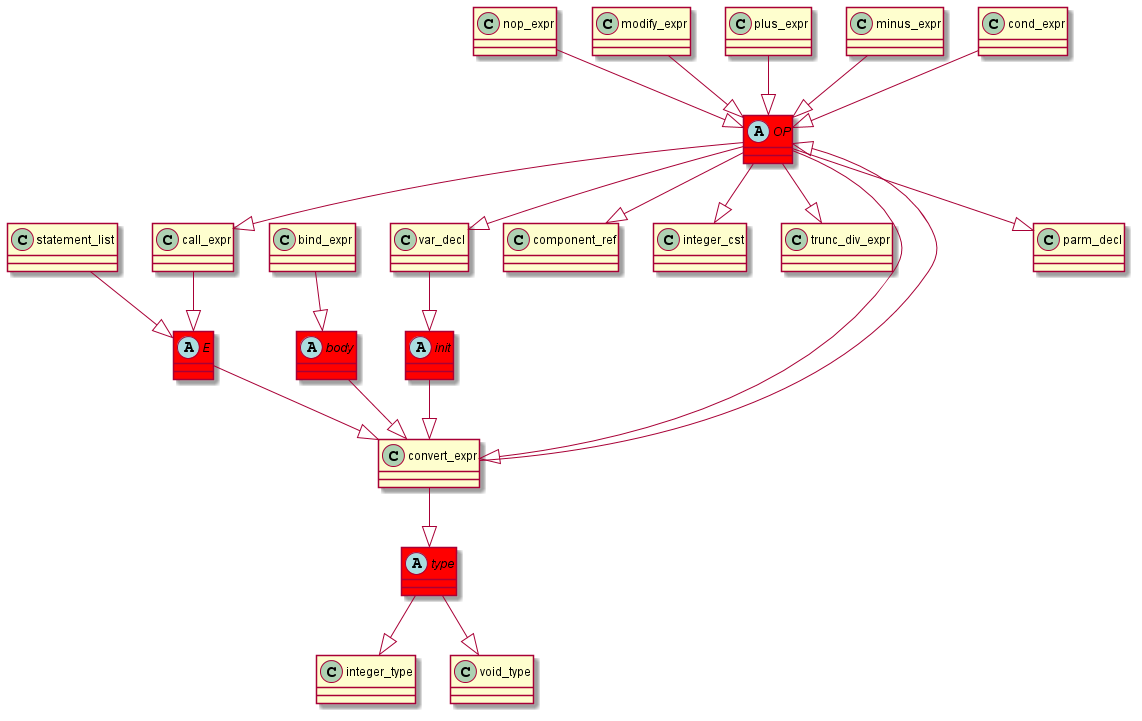 C nop_expr
C modify_expr
C plus_expr
C minus_expr
C cond_expr
A OP
C statement_list
C call_expr
C bind_expr
C var_decl
C component_ref
C integer_cst
C trunc_div_expr
C parm_decl
A E
A body
A init
C convert_expr
A type
C integer_type
C void_type